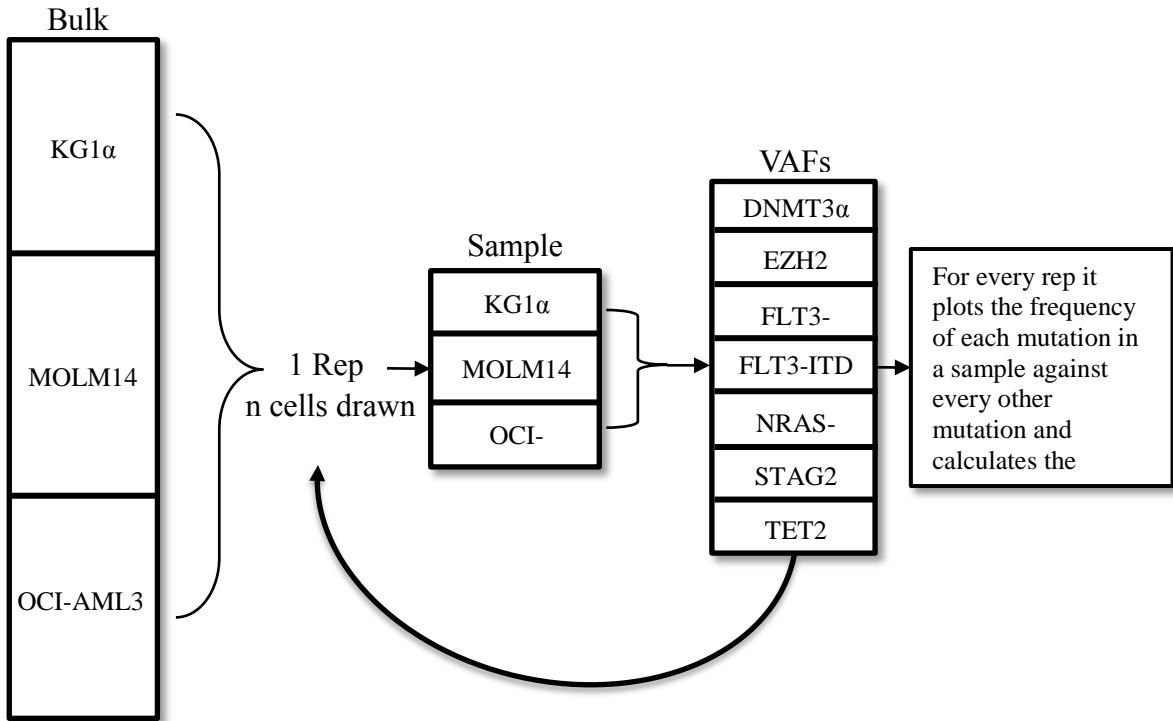 Bulk
KG1α
MOLM14
OCI-AML3
1 Rep
n cells drawn
Sample
KG1α
MOLM14
OCI-
VAFs
DNMT3α
EZH2
FLT3-
FLT3-ITD
NRAS-
STAG2
TET2
For every rep it
plots the frequency
of each mutation in
a sample against
every other
mutation and
calculates the